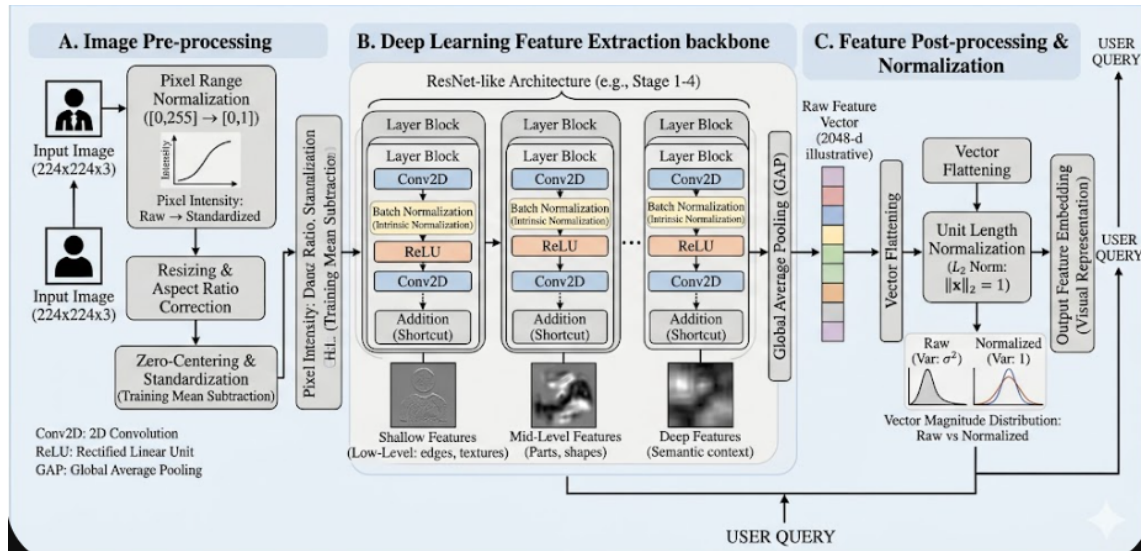 A. Image Pre-processing
Input Image
(224x224x3)
Input Image
(224x224x3)
Pixel Range
Normalization
([0,255] → [0,1])
Intensity
Pixel Intensity:
Raw → Standardized
Resizing &
Aspect Ratio
Correction
Zero-Centering &
Standardization
(Training Mean Subtraction)
Conv2D: 2D Convolution
ReLU: Rectified Linear Unit
GAP: Global Average Pooling
Pixel Intensity: Ratio,
(Training Mean Subtraction)
B. Deep Learning Feature Extraction backbone
ResNet-like Architecture (e.g., Stage 1-4)
Layer Block
Layer Block
Conv2D
Batch Normalization
(Intrinsic Normalization)
ReLU
Conv2D
Addition
(Shortcut)
Shallow Features
(Low-Level: edges, textures)
Layer Block
Layer Block
Conv2D
Batch Normalization
(Intrinsic Normalization)
ReLU
Conv2D
Addition
(Shortcut)
Mid-Level Features
(Parts, shapes)
Layer Block
Layer Block
Conv2D
Batch Normalization
(Intrinsic Normalization)
ReLU
Conv2D
Addition
(Shortcut)
Deep Features
(Semantic context)
Global Average Pooling (GAP)
C. Feature Post-processing &
Normalization
Raw Feature
Vector
(2048-d
illustrative)
Vector Flattening
Vector
Flattening
Unit Length
Normalization
(L₂ Norm:
‖x‖₂ = 1)
Raw
(Var: σ²)
Normalized
(Var: 1)
Vector Magnitude Distribution:
Raw vs Normalized
Output Feature Embedding
(Visual Representation)
USER
QUERY
USER
QUERY
USER QUERY